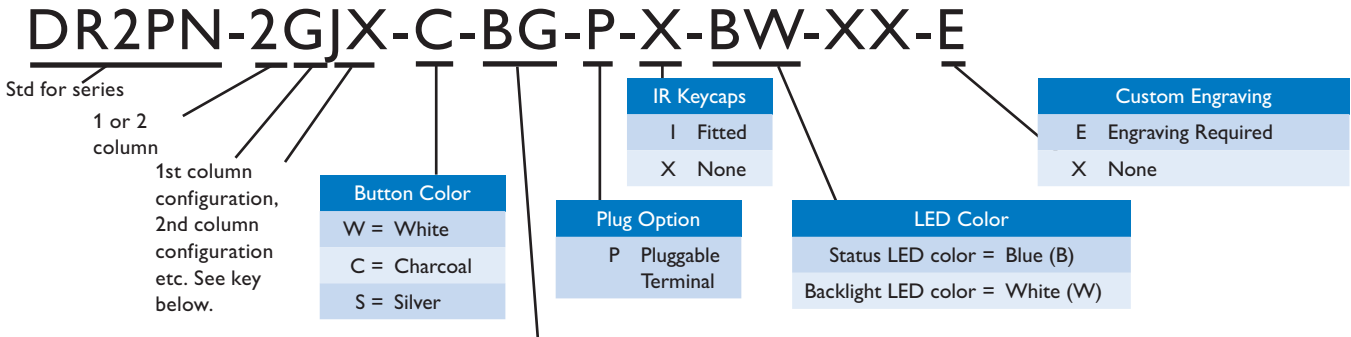 DR2PN-2GJX-C-BG-P-X-BW-XX-E
Std for series
1 or 2
column
1st column
configuration,
2nd column
configuration
etc. See key
below.
Button Color
W = White
C = Charcoal
S = Silver
Plug Option
P Pluggable
Terminal
IR Keycaps
I Fitted
X None
LED Color
Status LED color = Blue (B)
Backlight LED color = White (W)
Custom Engraving
E Engraving Required
X None